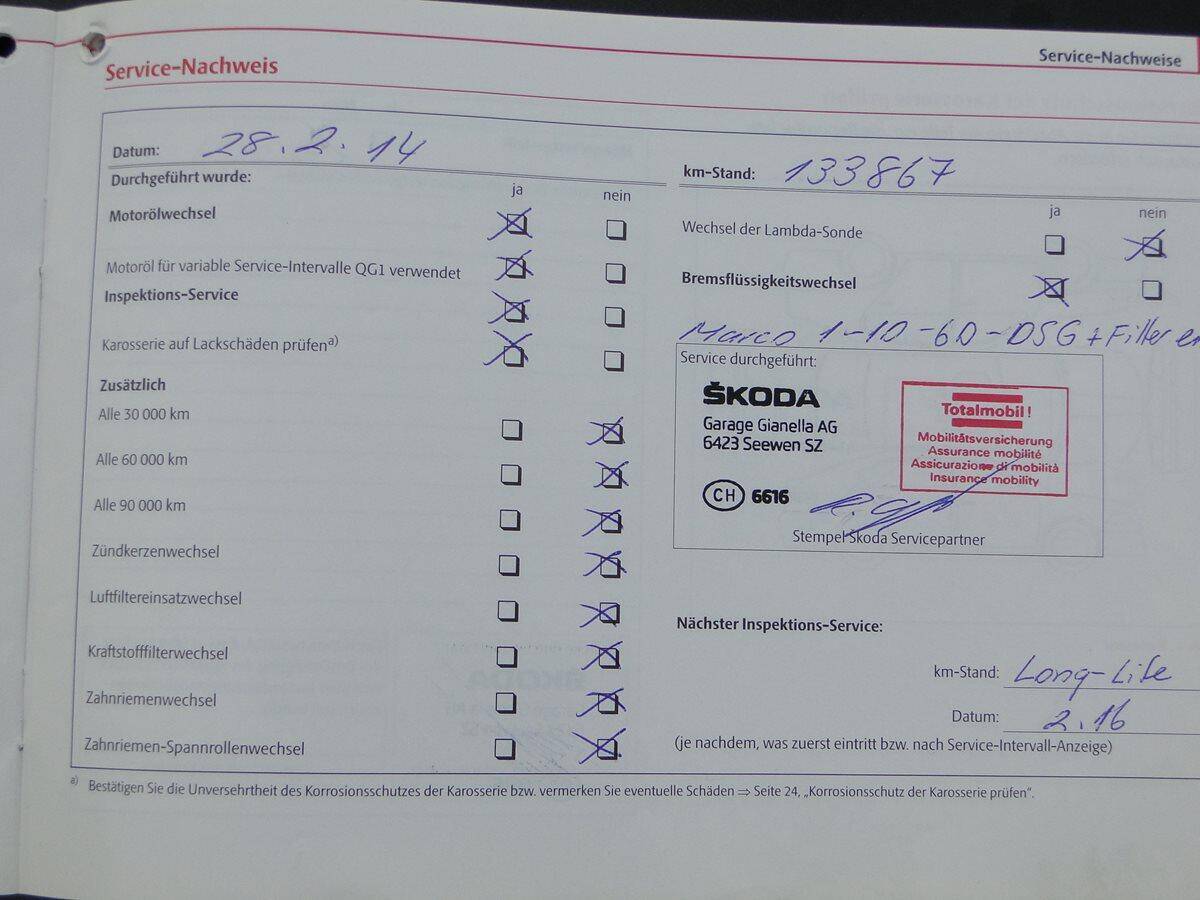 Service-Nachweise
Service-Nachweis
Datum: 28.2.14
Durchgeführt wurde:
ja nein
Motorölwechsel
Motoröl für variable Service-Intervalle QG1 verwendet
Inspektions-Service
Karosserie auf Lackschäden prüfen a)
Zusätzlich
Alle 30 000 km
Alle 60 000 km
Alle 90 000 km
Zündkerzenwechsel
Luftfiltereinsatzwechsel
Kraftstofffilterwechsel
Zahnriemenwechsel
Zahnriemen-Spannrollenwechsel
km-Stand: 133867
ja nein
Wechsel der Lambda-Sonde
Bremsflüssigkeitswechsel
1-1D-6D-DSG+Filter
Service durchgeführt:
ŠKODA
Garage Gianella AG
6423 Seewen SZ
CH 6616
Totalmobil!
Mobilitätsversicherung
Assurance mobilité
Assicurazione di mobilità
Insurance mobility
Stempel Škoda Servicepartner
Nächster Inspektions-Service:
km-Stand: Long-Life
Datum: 2.16
(je nachdem, was zuerst eintritt bzw. nach Service-Intervall-Anzeige)
a) Bestätigen Sie die Unversehrtheit des Korrosionsschutzes der Karosserie bzw. vermerken Sie eventuelle Schäden ⇒ Seite 24, „Korrosionsschutz der Karosserie prüfen“.